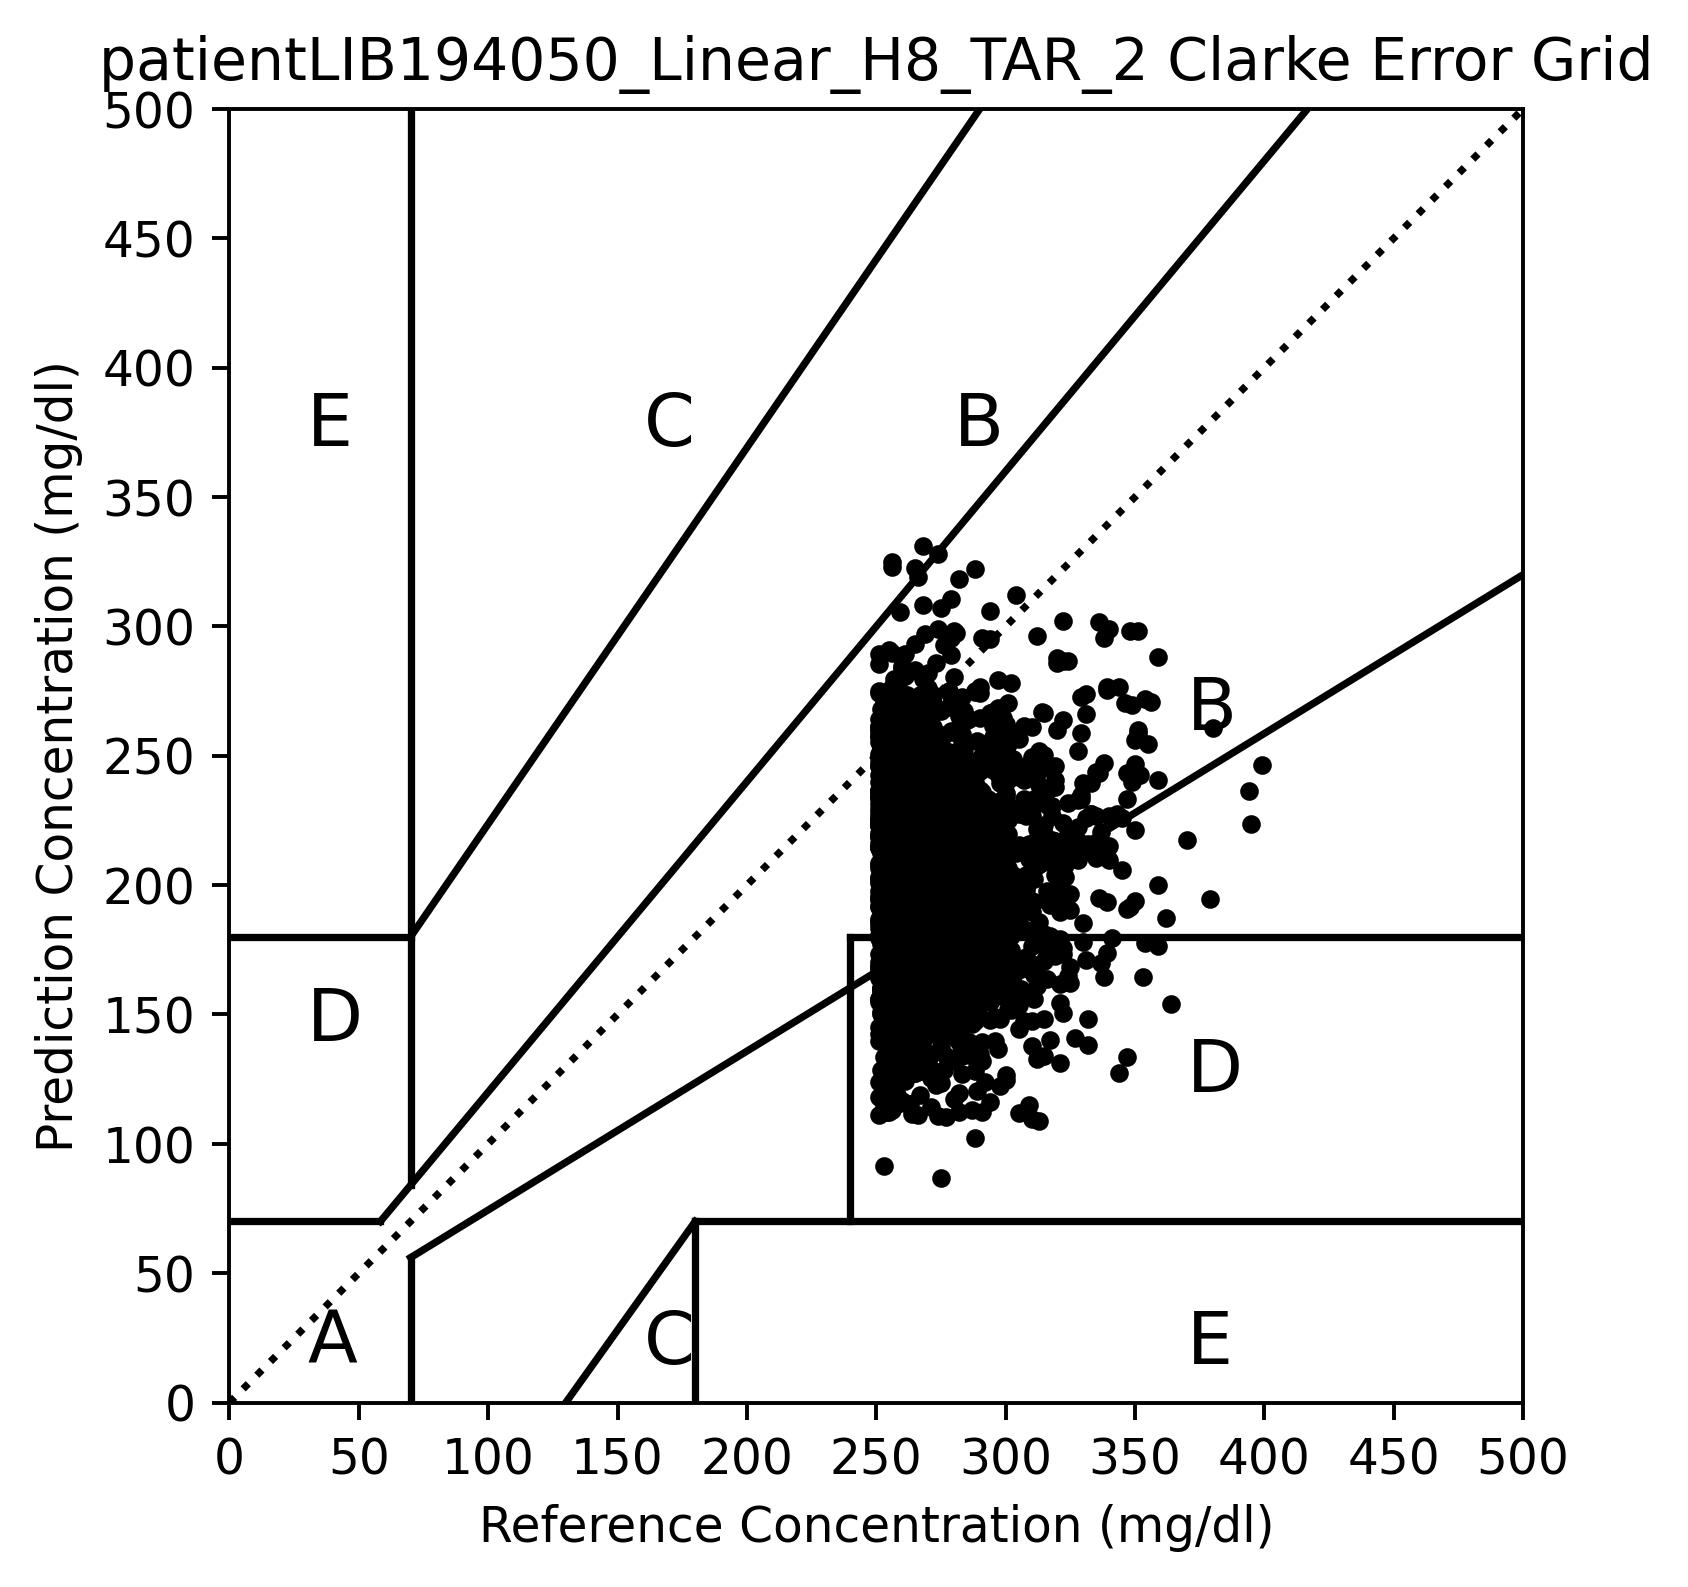 patientLIB194050_Linear_H8_TAR_2 Clarke Error Grid
500
450
400
350
300
250
200
150
100
50
0
Prediction Concentration (mg/dl)
E
C
B
B
D
D
A
C
E
0 50 100 150 200 250 300 350 400 450 500
Reference Concentration (mg/dl)